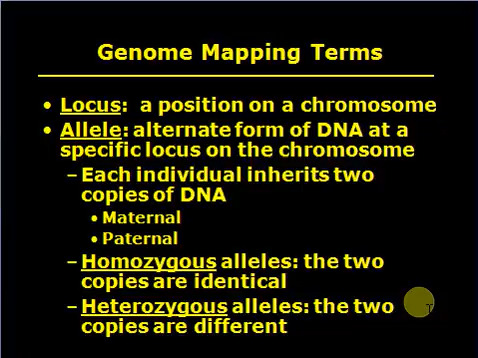 Genome Mapping Terms
• Locus: a position on a chromosome
• Allele: alternate form of DNA at a
specific locus on the chromosome
– Each individual inherits two
copies of DNA
• Maternal
• Paternal
– Homozygous alleles: the two
copies are identical
– Heterozygous alleles: the two
copies are different